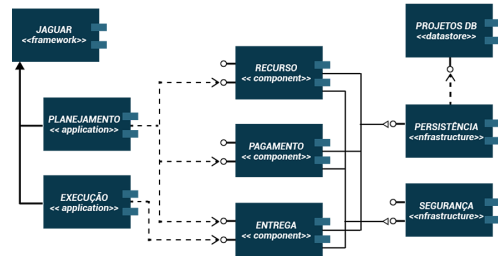 JAGUAR
<<framework>>
PROJETOS DB
<<datastore>>
RECURSO
<< component>>
PLANEJAMENTO
<< application>>
PAGAMENTO
<< component>>
PERSISTÊNCIA
<<nfrastructure>>
EXECUÇÃO
<< application>>
ENTREGA
<< component>>
SEGURANÇA
<<nfrastructure>>